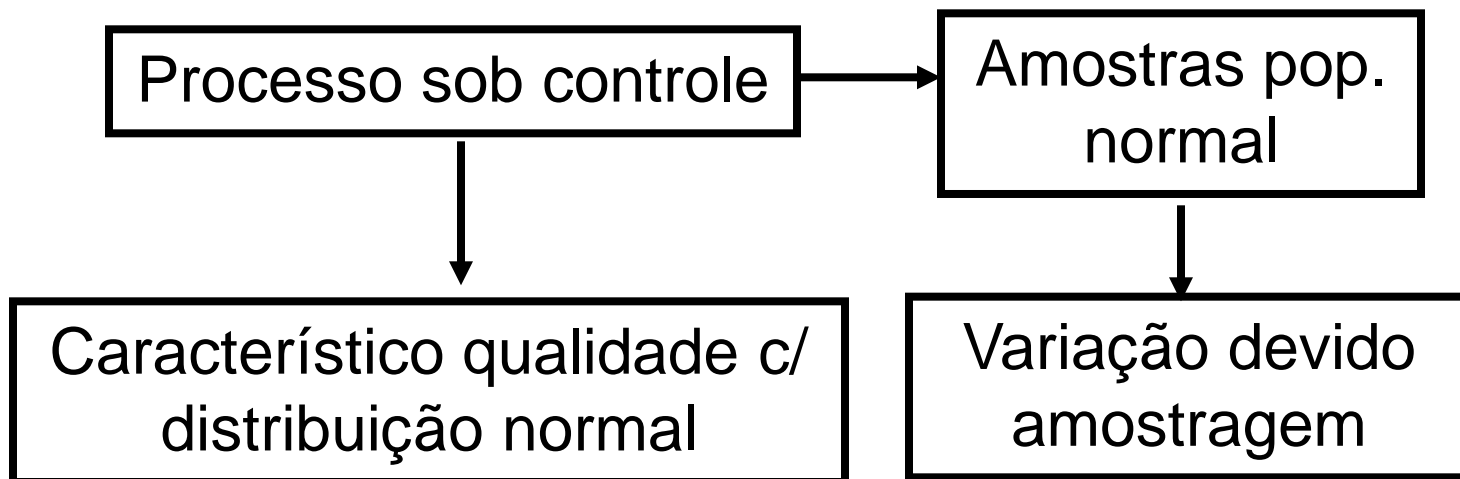 Processo sob controle
Amostras pop.
normal
Característico qualidade c/
distribuição normal
Variação devido
amostragem